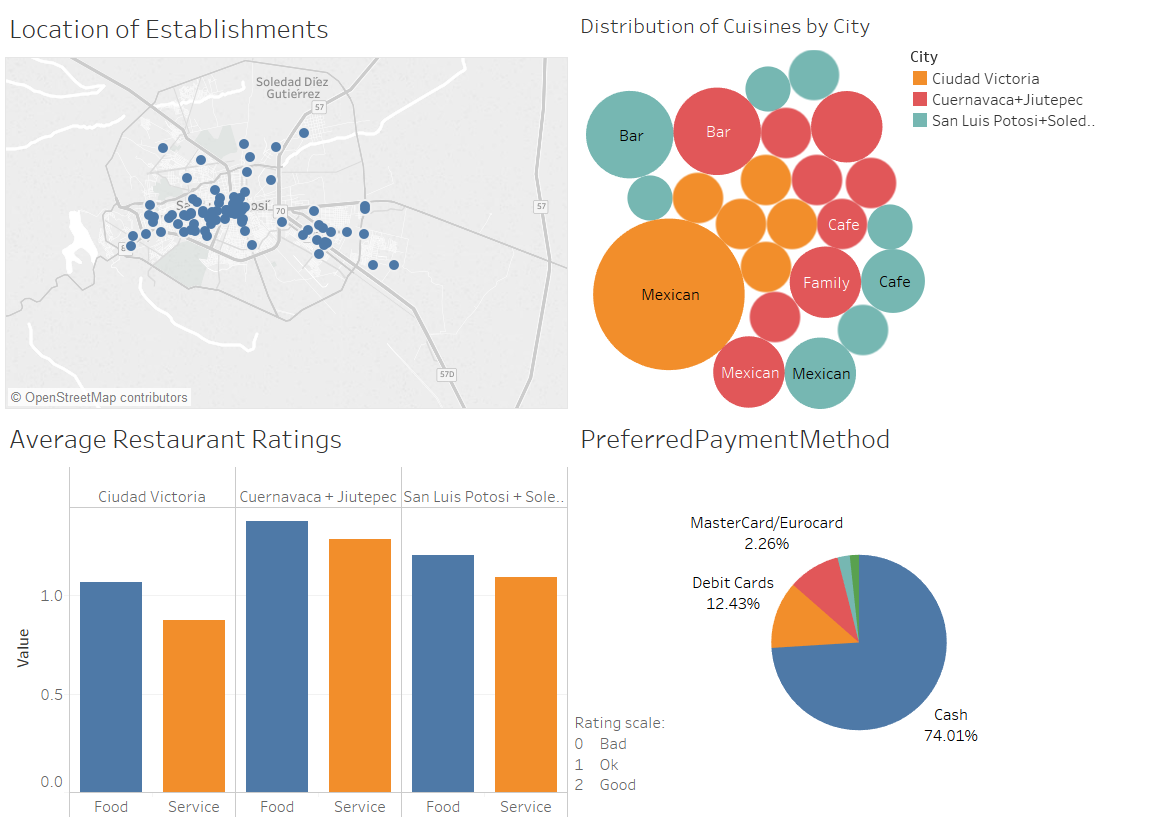 Location of Establishments
Soledad Díez
Gutierrez
57
57
70
57D
© OpenStreetMap contributors
Distribution of Cuisines by City
City
Ciudad Victoria
Cuernavaca+Jiutepec
San Luis Potosi+Soled..
Bar
Bar
Cafe
Mexican
Family
Cafe
Mexican
Mexican
Average Restaurant Ratings
Ciudad Victoria
Cuernavaca + Jiutepec
San Luis Potosi + Sole..
Value
1.0
0.5
0.0
Food
Service
Food
Service
Food
Service
Rating scale:
0 Bad
1 Ok
2 Good
PreferredPaymentMethod
MasterCard/Eurocard
2.26%
Debit Cards
12.43%
Cash
74.01%